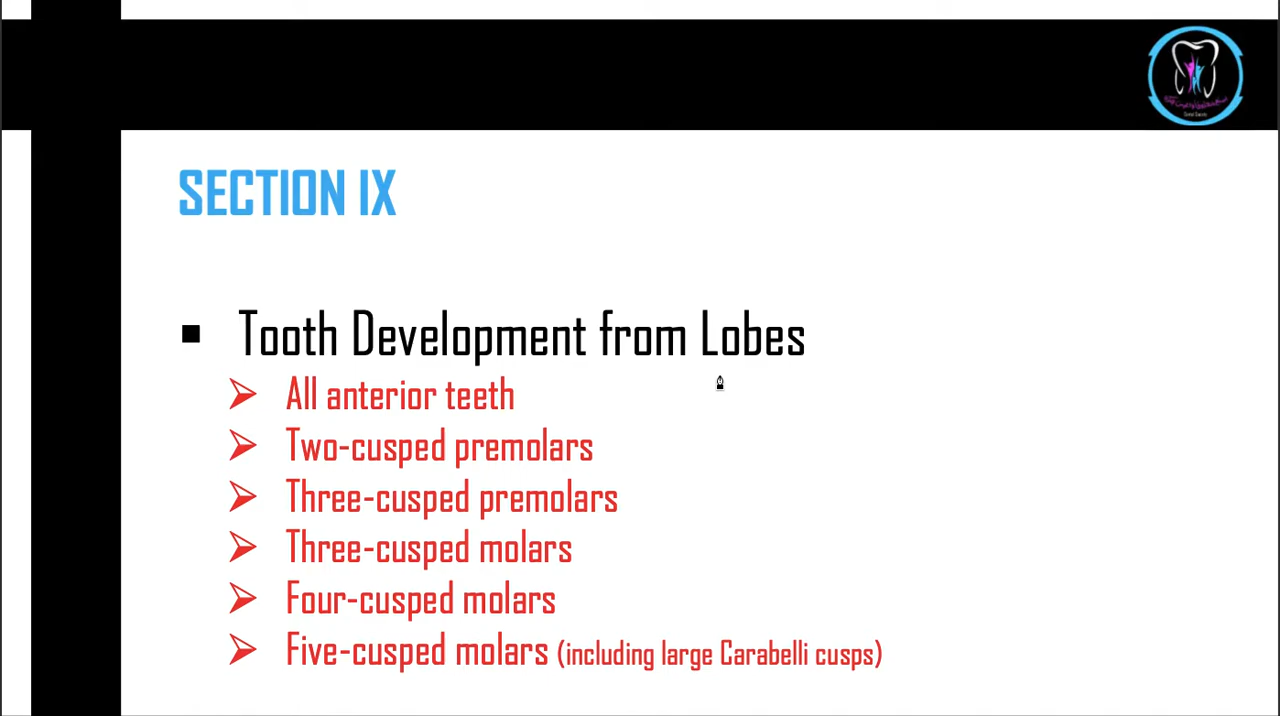 SECTION IX
Tooth Development from Lobes
All anterior teeth
Two-cusped premolars
Three-cusped premolars
Three-cusped molars
Four-cusped molars
Five-cusped molars (including large Carabelli cusps)